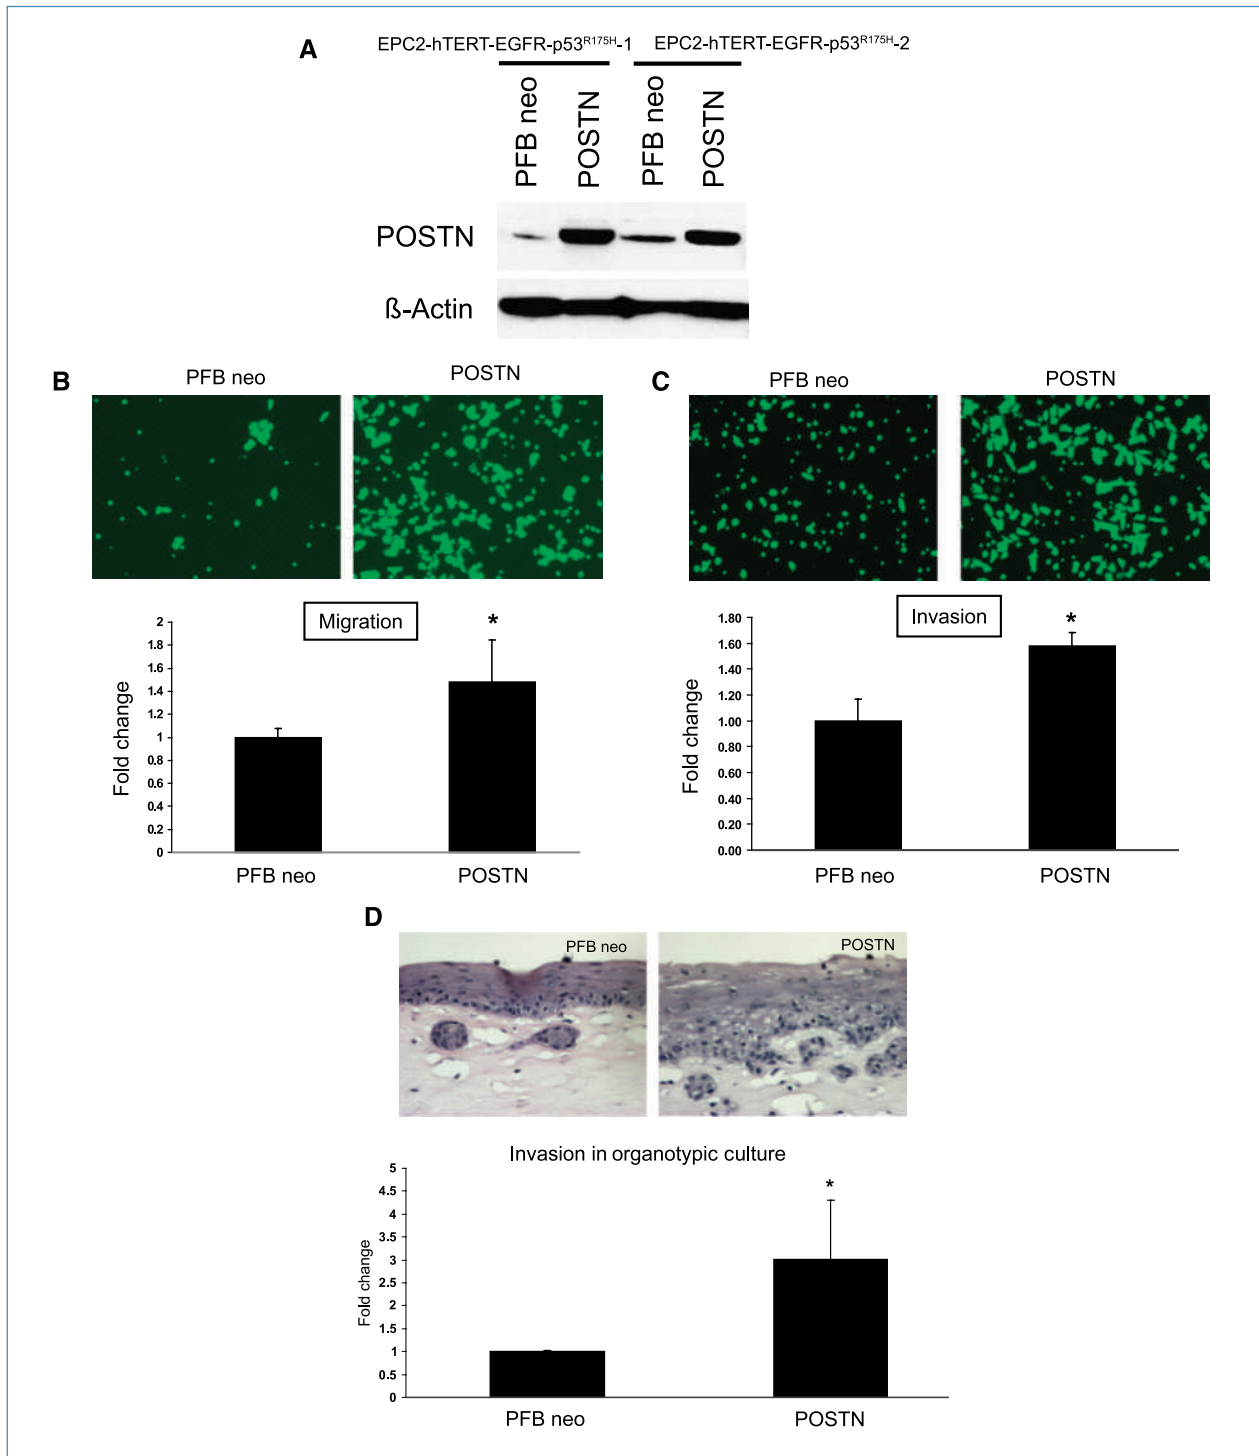 A
EPC2-hTERT-EGFR-p53R175H-1 EPC2-hTERT-EGFR-p53R175H-2
PFB neo
POSTN
PFB neo
POSTN
POSTN
ß-Actin
B
PFB neo
POSTN
Migration
*
Fold change
2
1.8
1.6
1.4
1.2
1
0.8
0.6
0.4
0.2
0
PFB neo
POSTN
C
PFB neo
POSTN
Invasion
*
Fold change
1.80
1.60
1.40
1.20
1.00
0.80
0.60
0.40
0.20
0.00
PFB neo
POSTN
D
PFB neo
POSTN
Invasion in organotypic culture
*
Fold change
5
4.5
4
3.5
3
2.5
2
1.5
1
0.5
0
PFB neo
POSTN